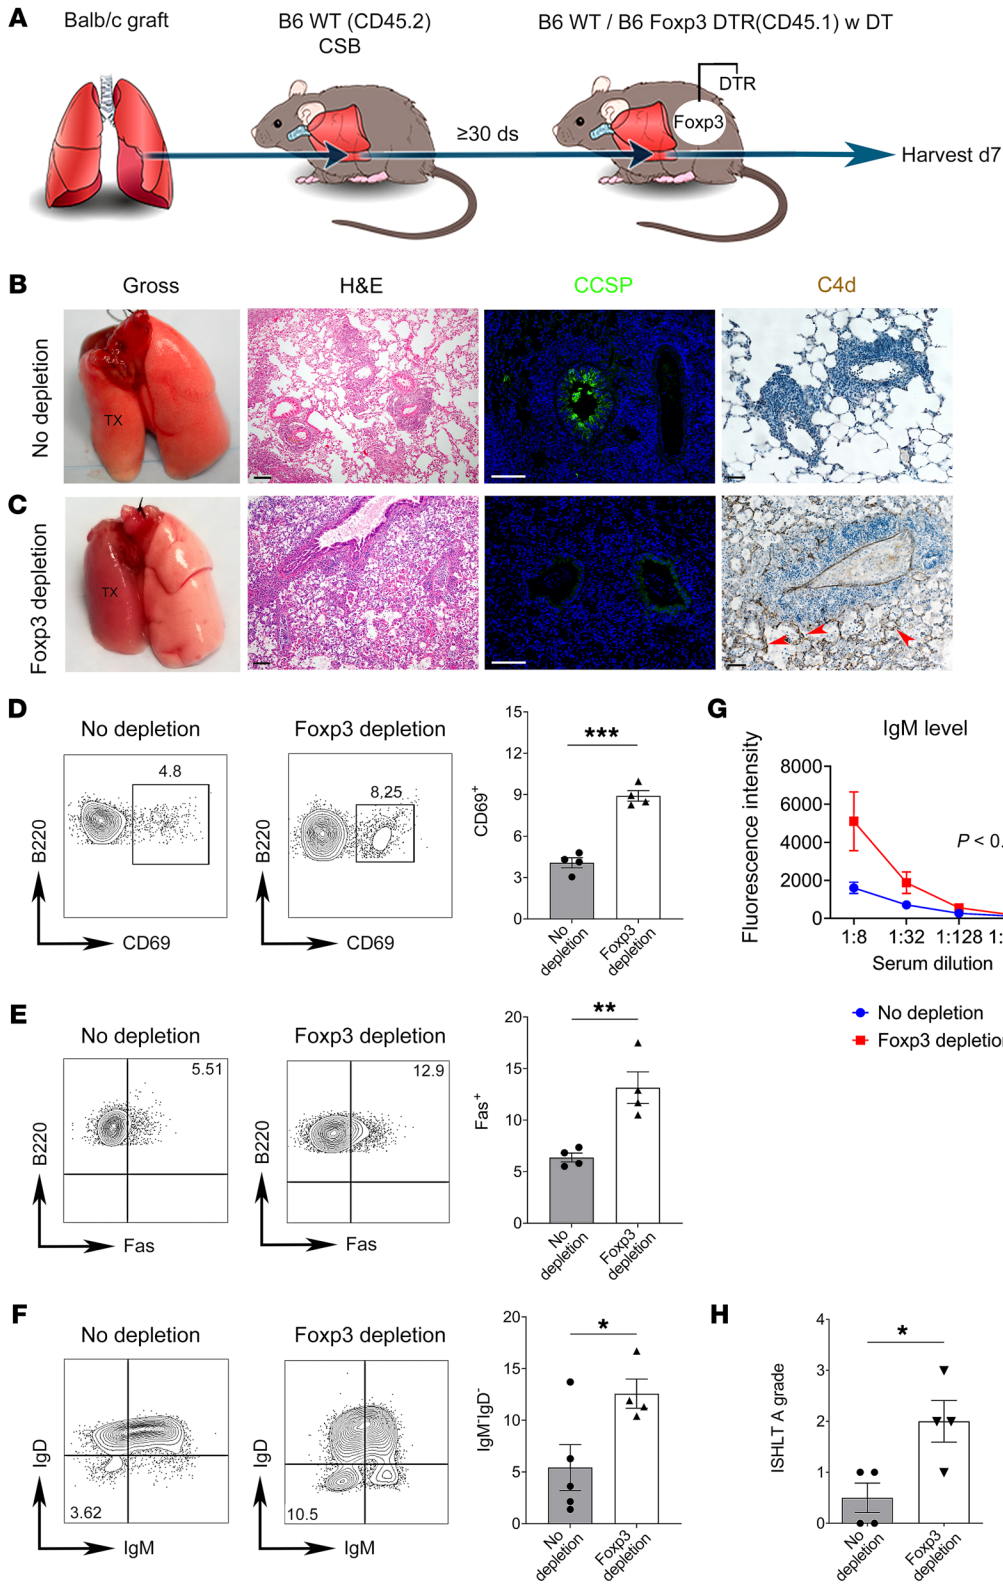 A
Balb/c graft
B6 WT (CD45.2)
CSB
B6 WT / B6 Foxp3 DTR(CD45.1) w DT
DTR
Foxp3
≥30 ds
Harvest d7
B
Gross
H&E
CCSP
C4d
No depletion
TX
C
Foxp3 depletion
TX
D
No depletion
4.8
B220
CD69
Foxp3 depletion
8,25
B220
CD69
CD69+
15
12
9
6
3
0
***
No
depletion
Foxp3
depletion
G
IgM level
Fluorescence intensity
8000
6000
4000
2000
0
P < 0.
1:8
1:32
1:128
1:
Serum dilution
No depletion
Foxp3 depletion
E
No depletion
5.51
B220
Fas
Foxp3 depletion
12.9
B220
Fas
Fas+
20
15
10
5
0
**
No
depletion
Foxp3
depletion
F
No depletion
IgD
3.62
IgM
Foxp3 depletion
IgD
10.5
IgM
IgM-IgD-
20
15
10
5
0
*
No
depletion
Foxp3
depletion
H
ISHLT A grade
4
3
2
1
0
*
No
depletion
Foxp3
depletion